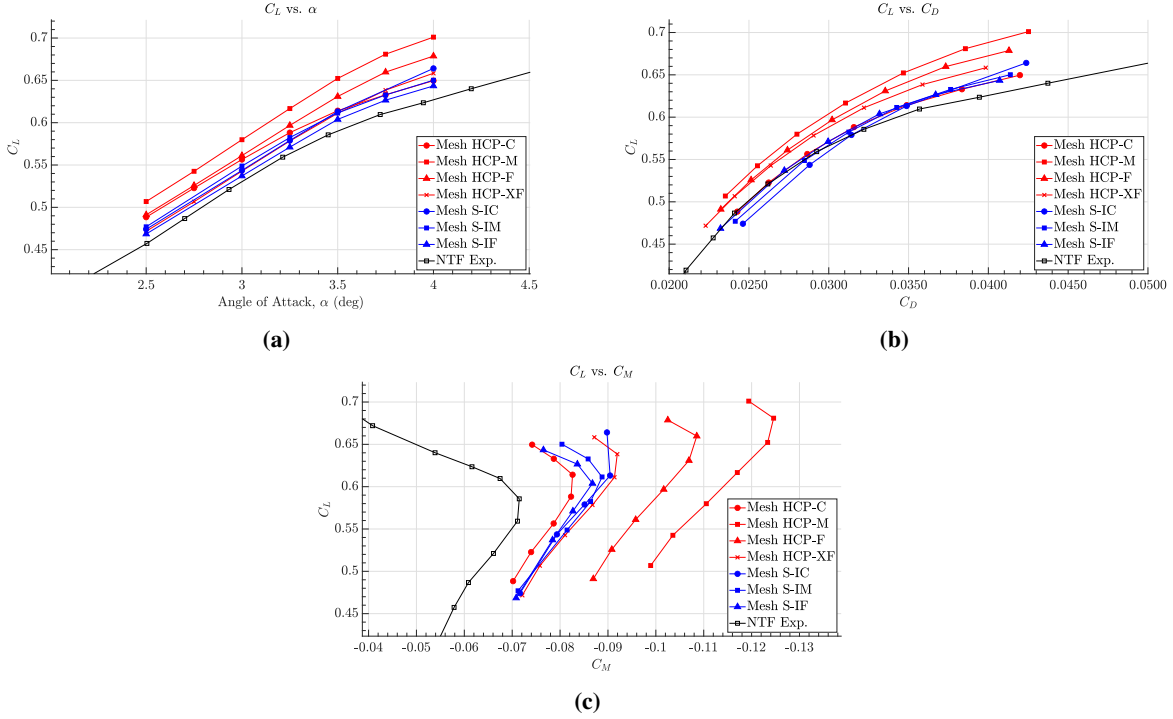 C_L vs. α
0.7
0.65
0.6
0.55
0.5
0.45
C_L
2.5
3
3.5
4
4.5
Angle of Attack, α (deg)
Mesh HCP-C
Mesh HCP-M
Mesh HCP-F
Mesh HCP-XF
Mesh S-IC
Mesh S-IM
Mesh S-IF
NTF Exp.
(a)
C_L vs. C_D
0.7
0.65
0.6
0.55
0.5
0.45
C_L
0.0200
0.0250
0.0300
0.0350
0.0400
0.0450
0.0500
C_D
Mesh HCP-C
Mesh HCP-M
Mesh HCP-F
Mesh HCP-XF
Mesh S-IC
Mesh S-IM
Mesh S-IF
NTF Exp.
(b)
C_L vs. C_M
0.7
0.65
0.6
0.55
0.5
0.45
C_L
-0.04
-0.05
-0.06
-0.07
-0.08
-0.09
-0.1
-0.11
-0.12
-0.13
C_M
Mesh HCP-C
Mesh HCP-M
Mesh HCP-F
Mesh HCP-XF
Mesh S-IC
Mesh S-IM
Mesh S-IF
NTF Exp.
(c)